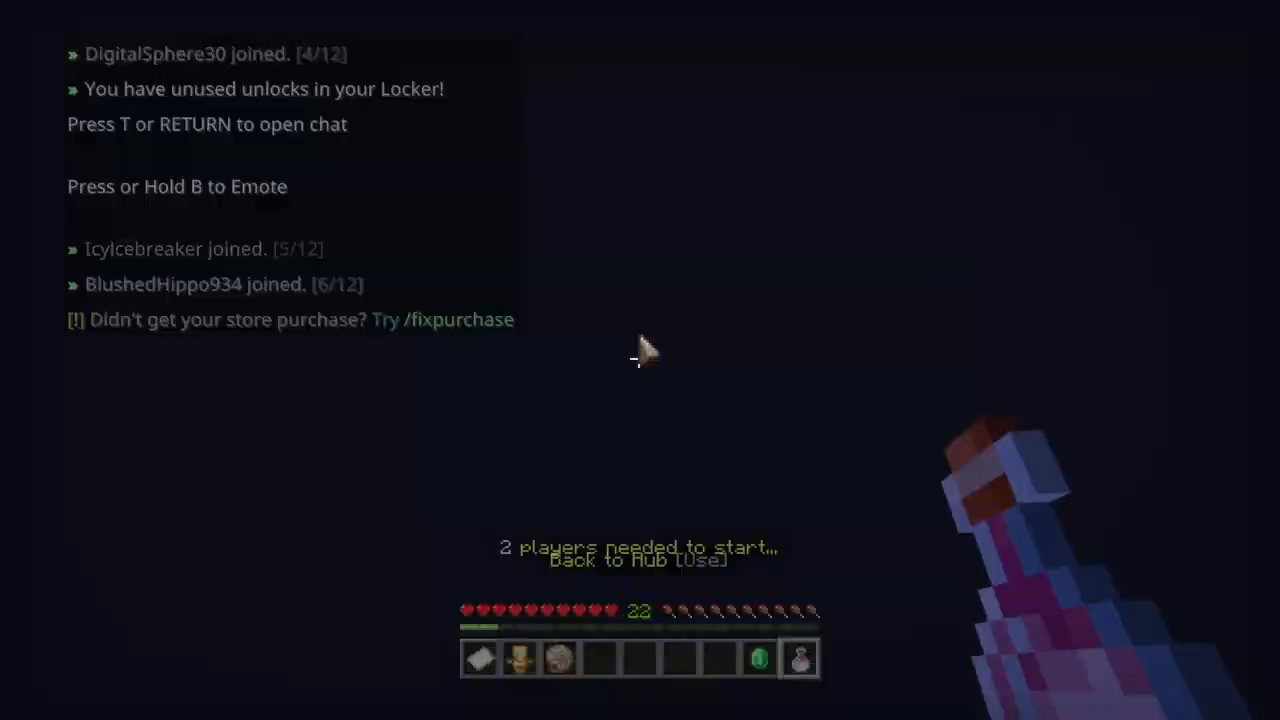 » DigitalSphere30 joined. [4/12]
» You have unused unlocks in your Locker!
Press T or RETURN to open chat
Press or Hold B to Emote
» IcyIcebreaker joined. [5/12]
» BlushedHippo934 joined. [6/12]
[!] Didn't get your store purchase? Try /fixpurchase
2 players needed to start...
Back to Hub [Use]
22